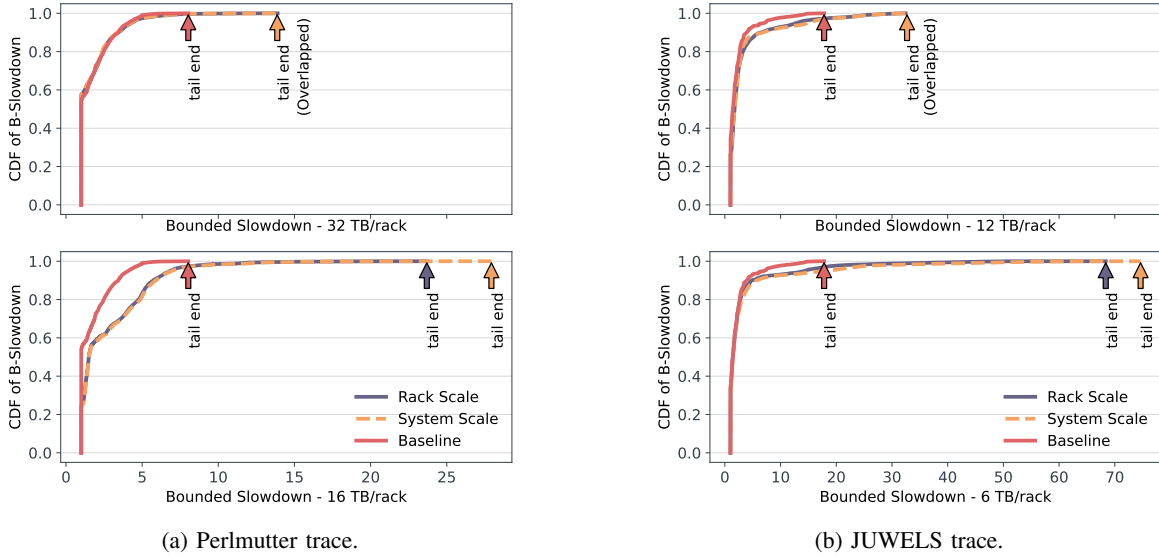 1.0
0.8
0.6
0.4
0.2
0.0
CDF of B-Slowdown
tail end
tail end
(Overlapped)
Bounded Slowdown - 32 TB/rack
1.0
0.8
0.6
0.4
0.2
0.0
CDF of B-Slowdown
tail end
tail end
(Overlapped)
Bounded Slowdown - 12 TB/rack
1.0
0.8
0.6
0.4
0.2
0.0
CDF of B-Slowdown
tail end
tail end
tail end
Rack Scale
System Scale
Baseline
0 5 10 15 20 25
Bounded Slowdown - 16 TB/rack
1.0
0.8
0.6
0.4
0.2
0.0
CDF of B-Slowdown
tail end
tail end
tail end
Rack Scale
System Scale
Baseline
0 10 20 30 40 50 60 70
Bounded Slowdown - 6 TB/rack
(a) Perlmutter trace.
(b) JUWELS trace.